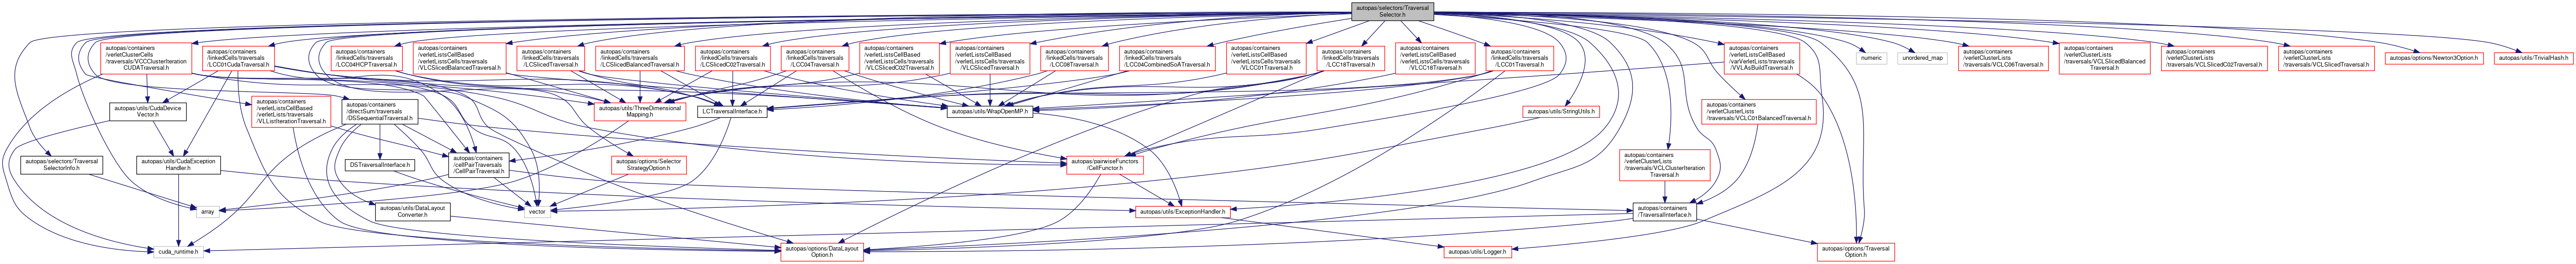 autopas/selectors/Traversal
Selector.h
autopas/containers
/verletClusterCells
/traversals/VCCClusterIteration
CUDATraversal.h
autopas/containers
/linkedCells/traversals
/LCC01CudaTraversal.h
autopas/containers
/linkedCells/traversals
/LCC04HCPTraversal.h
autopas/containers
/verletListsCellBased
/verletListsCells/traversals
/VLCSlicedBalancedTraversal.h
autopas/containers
/linkedCells/traversals
/LCSlicedTraversal.h
autopas/containers
/linkedCells/traversals
/LCSlicedBalancedTraversal.h
autopas/containers
/linkedCells/traversals
/LCSlicedC02Traversal.h
autopas/containers
/linkedCells/traversals
/LCC04Traversal.h
autopas/containers
/verletListsCellBased
/verletListsCells/traversals
/VLCSlicedC02Traversal.h
autopas/containers
/verletListsCellBased
/verletListsCells/traversals
/VLCSlicedTraversal.h
autopas/containers
/linkedCells/traversals
/LCC08Traversal.h
autopas/containers
/linkedCells/traversals
/LCC04CombinedSoATraversal.h
autopas/containers
/verletListsCellBased
/verletListsCells/traversals
/VLCC01Traversal.h
autopas/containers
/linkedCells/traversals
/LCC18Traversal.h
autopas/containers
/verletListsCellBased
/verletListsCells/traversals
/VLCC18Traversal.h
autopas/containers
/linkedCells/traversals
/LCC01Traversal.h
autopas/containers
/verletListsCellBased
/varVerletLists/traversals
/VVLAsBuildTraversal.h
numeric
unordered_map
autopas/containers
/verletClusterLists
/traversals/VCLC06Traversal.h
autopas/containers
/verletClusterLists
/traversals/VCLSlicedBalanced
Traversal.h
autopas/containers
/verletClusterLists
/traversals/VCLSlicedC02Traversal.h
autopas/containers
/verletClusterLists
/traversals/VCLSlicedTraversal.h
autopas/options/Newton3Option.h
autopas/utils/TrivialHash.h
autopas/utils/CudaDevice
Vector.h
autopas/containers
/verletListsCellBased
/verletLists/traversals
/VLListIterationTraversal.h
autopas/containers
/directSum/traversals
/DSSequentialTraversal.h
autopas/utils/ThreeDimensional
Mapping.h
LCTraversalInterface.h
autopas/utils/WrapOpenMP.h
autopas/utils/StringUtils.h
autopas/containers
/verletClusterLists
/traversals/VCLC01BalancedTraversal.h
autopas/selectors/Traversal
SelectorInfo.h
autopas/utils/CudaException
Handler.h
DSTraversalInterface.h
autopas/containers
/cellPairTraversals
/CellPairTraversal.h
autopas/options/Selector
StrategyOption.h
autopas/pairwiseFunctors
/CellFunctor.h
autopas/containers
/verletClusterLists
/traversals/VCLClusterIteration
Traversal.h
array
autopas/utils/DataLayout
Converter.h
vector
autopas/utils/ExceptionHandler.h
autopas/containers
/TraversalInterface.h
cuda_runtime.h
autopas/options/DataLayout
Option.h
autopas/utils/Logger.h
autopas/options/Traversal
Option.h